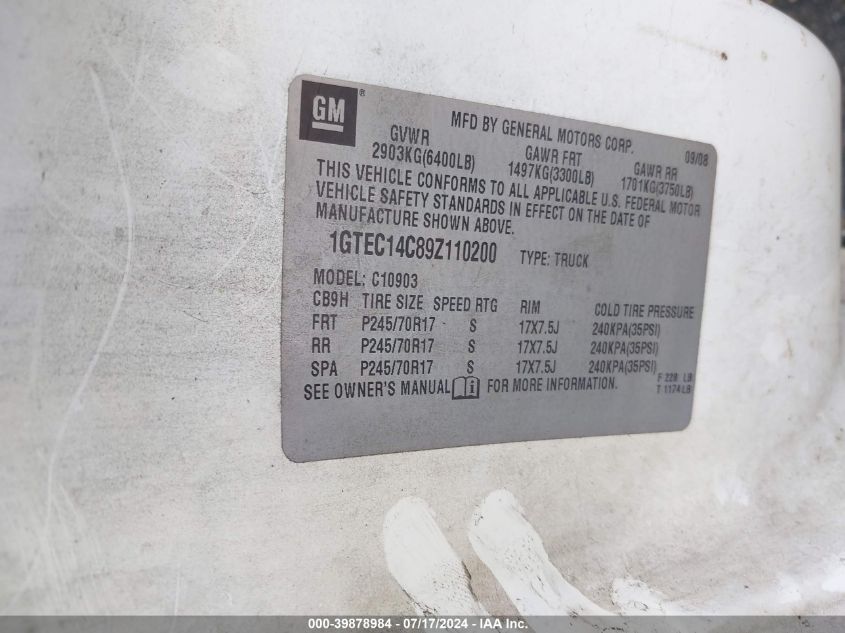 GM ®
MFD BY GENERAL MOTORS CORP. 09/08
GVWR GAWR FRT GAWR RR
2903KG(6400LB) 1497KG(3300LB) 1701KG(3750LB)
THIS VEHICLE CONFORMS TO ALL APPLICABLE U.S. FEDERAL MOTOR
VEHICLE SAFETY STANDARDS IN EFFECT ON THE DATE OF
MANUFACTURE SHOWN ABOVE.
1GTEC14C89Z110200 TYPE: TRUCK
MODEL: C10903
CB9H TIRE SIZE SPEED RTG RIM COLD TIRE PRESSURE
FRT P245/70R17 S 17X7.5J 240KPA(35PSI)
RR P245/70R17 S 17X7.5J 240KPA(35PSI)
SPA P245/70R17 S 17X7.5J 240KPA(35PSI)
SEE OWNER'S MANUAL FOR MORE INFORMATION.
F 228 LB
T 1174LB
000-39878984 - 07/17/2024 - IAA Inc.